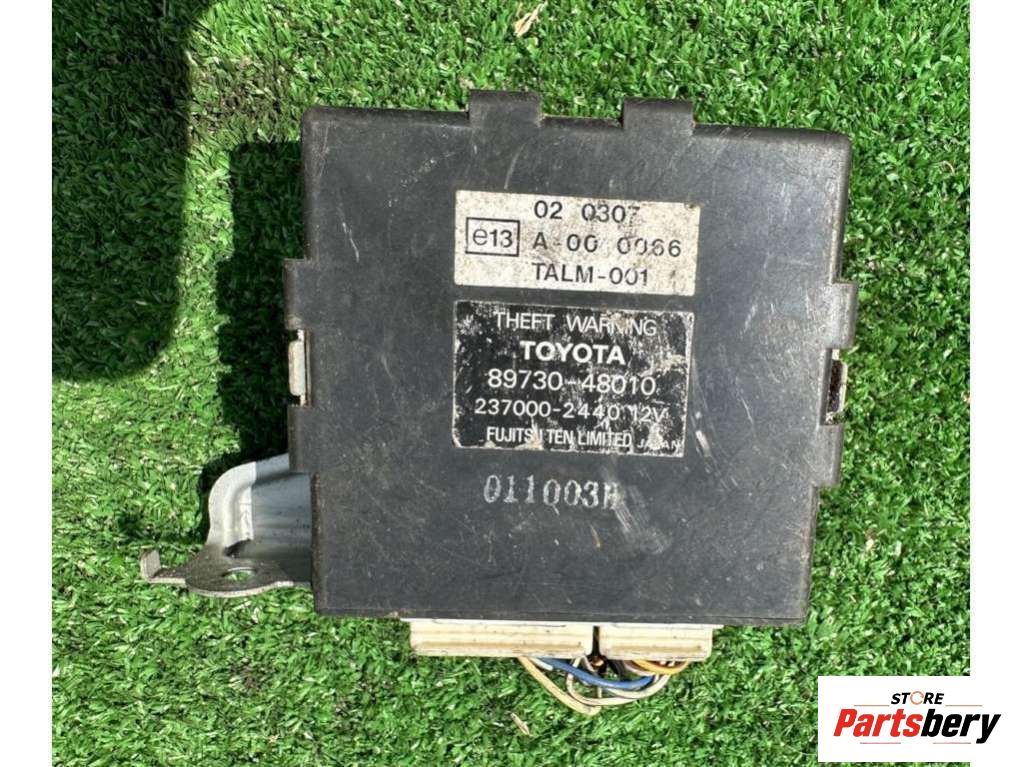 02 0307
e13 A-00 0066
TALM-001
THEFT WARNING
TOYOTA
89730-48010
237000-2440 12V
FUJITSU TEN LIMITED JAPAN
011003H
STORE
Partsbery